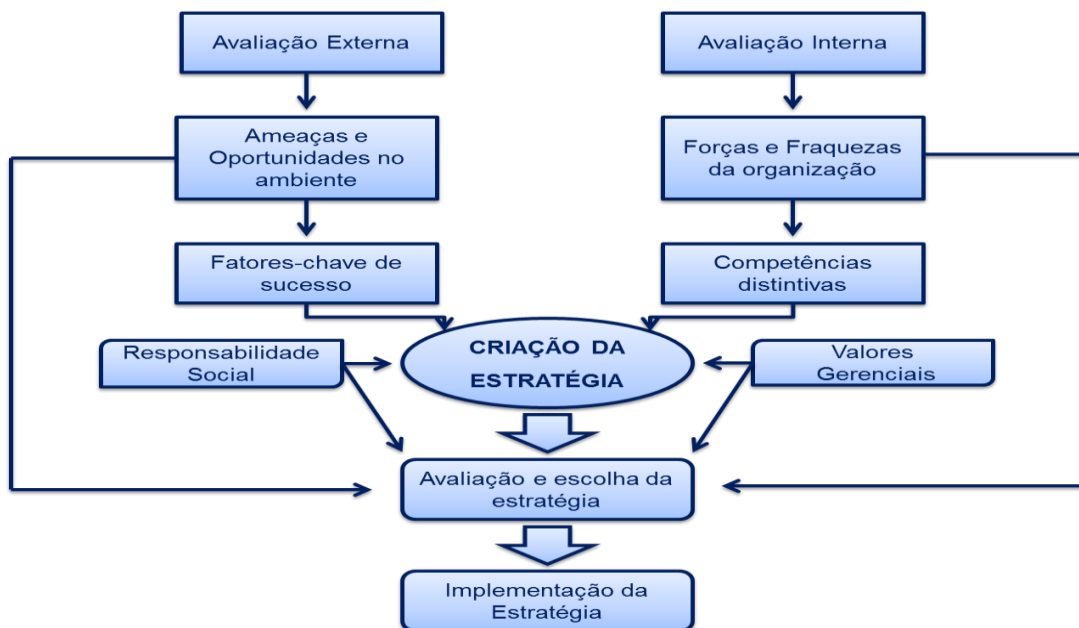 Avaliação Externa
Avaliação Interna
Ameaças e
Oportunidades no
ambiente
Forças e Fraquezas
da organização
Fatores-chave de
sucesso
Competências
distintivas
Responsabilidade
Social
CRIAÇÃO DA
ESTRATÉGIA
Valores
Gerenciais
Avaliação e escolha da
estratégia
Implementação da
Estratégia